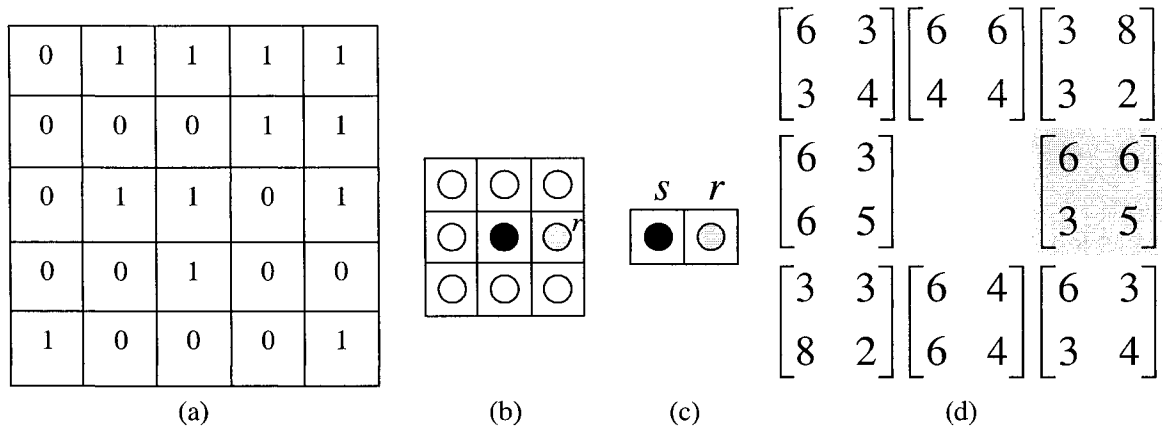 0 1 1 1 1
0 0 0 1 1
0 1 1 0 1
0 0 1 0 0
1 0 0 0 1
(a)
r
(b)
s r
(c)
6 3 6 6 3 8
3 4 4 4 3 2
6 3 6 6
6 5 3 5
3 3 6 4 6 3
8 2 6 4 3 4
(d)